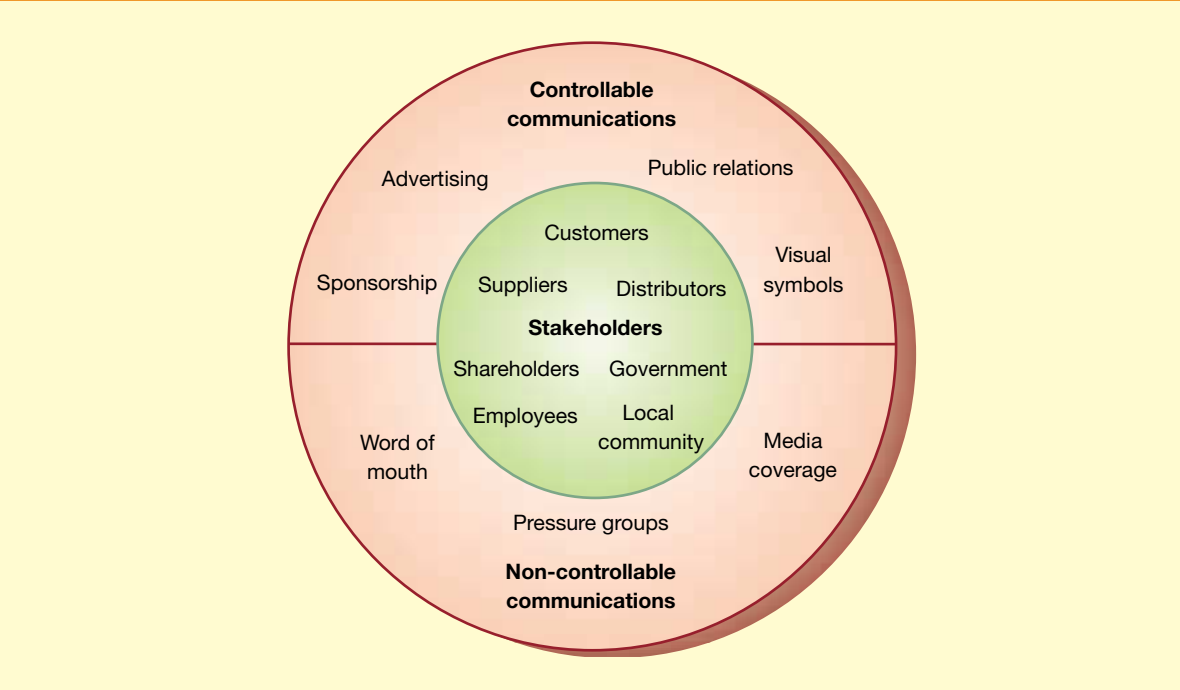 Controllable
communications
Advertising
Public relations
Customers
Visual
symbols
Sponsorship
Suppliers
Distributors
Stakeholders
Shareholders
Government
Employees
Local
community
Word of
mouth
Media
coverage
Pressure groups
Non-controllable
communications